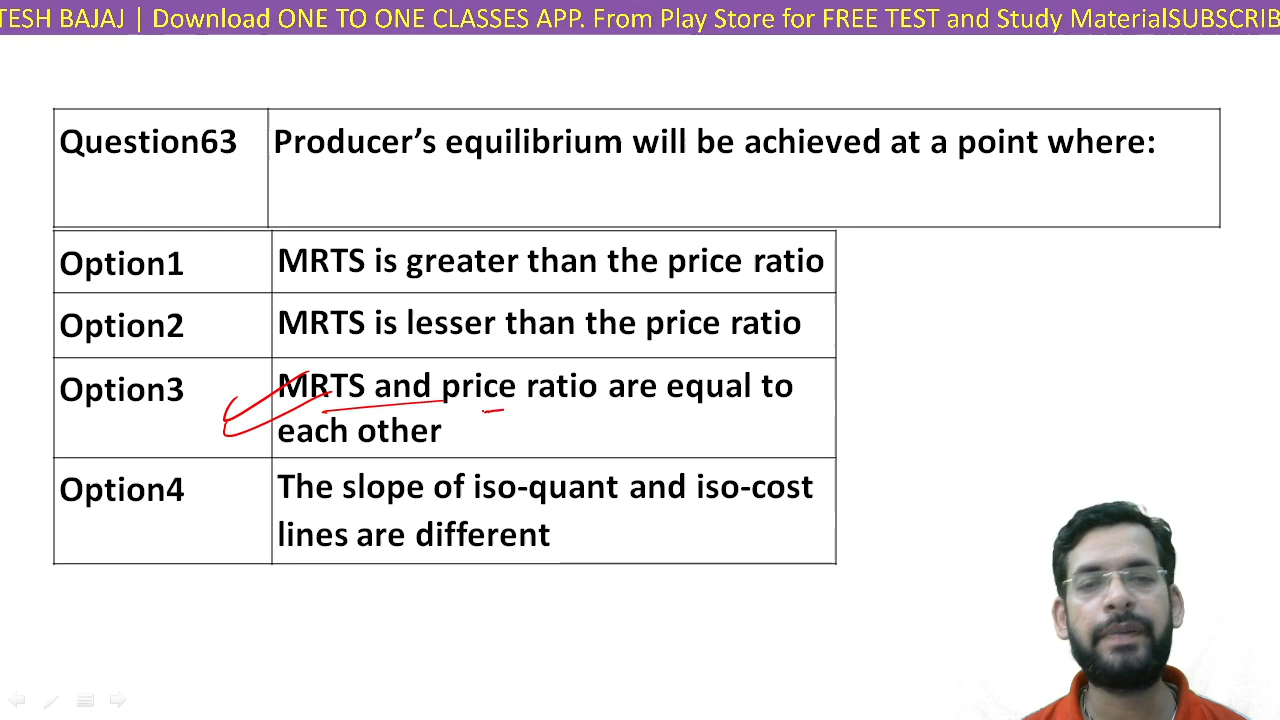 TESH BAJAJ | Download ONE TO ONE CLASSES APP. From Play Store for FREE TEST and Study MaterialSUBSCRIB
Question63 Producer’s equilibrium will be achieved at a point where:
Option1 MRTS is greater than the price ratio
Option2 MRTS is lesser than the price ratio
Option3 MRTS and price ratio are equal to
each other
Option4 The slope of iso-quant and iso-cost
lines are different